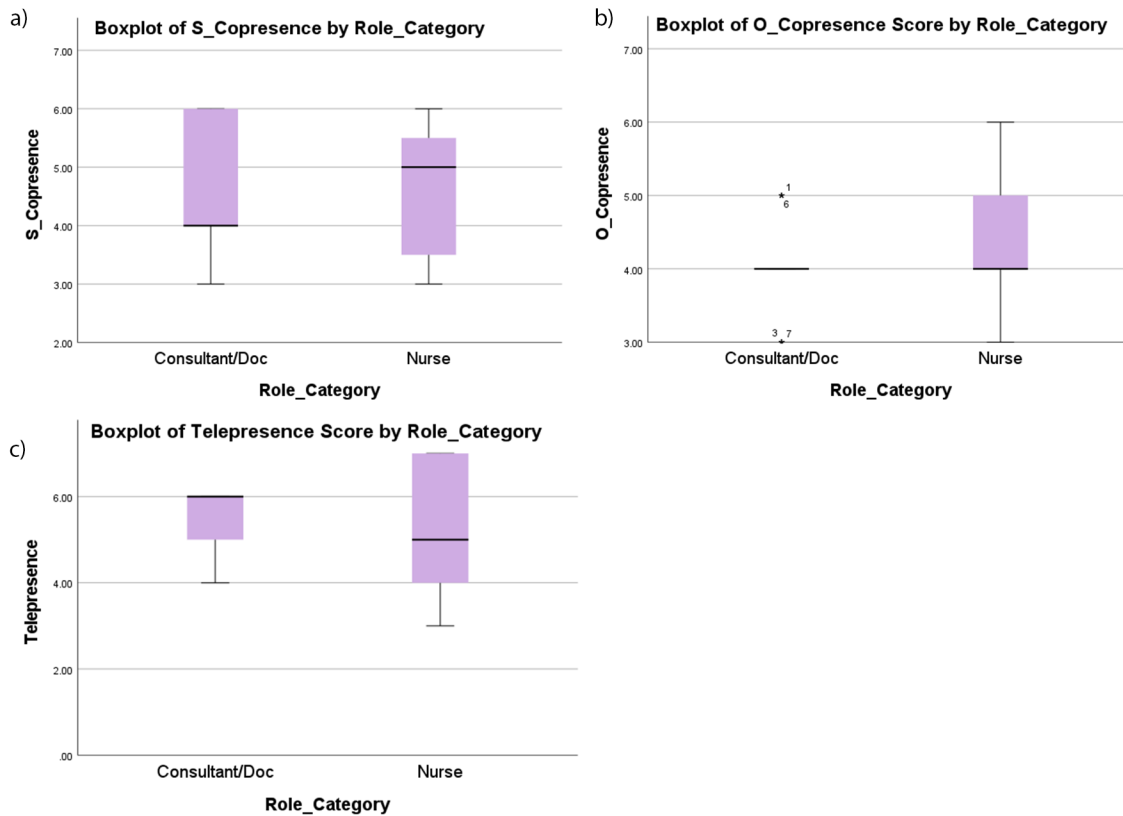 a)
Boxplot of S_Copresence by Role_Category
7.00
6.00
5.00
4.00
3.00
2.00
S_Copresence
Consultant/Doc
Nurse
Role_Category
b)
Boxplot of O_Copresence Score by Role_Category
7.00
6.00
5.00
4.00
3.00
O_Copresence
1
6
3 7
Consultant/Doc
Nurse
Role_Category
c)
Boxplot of Telepresence Score by Role_Category
6.00
4.00
2.00
.00
Telepresence
Consultant/Doc
Nurse
Role_Category